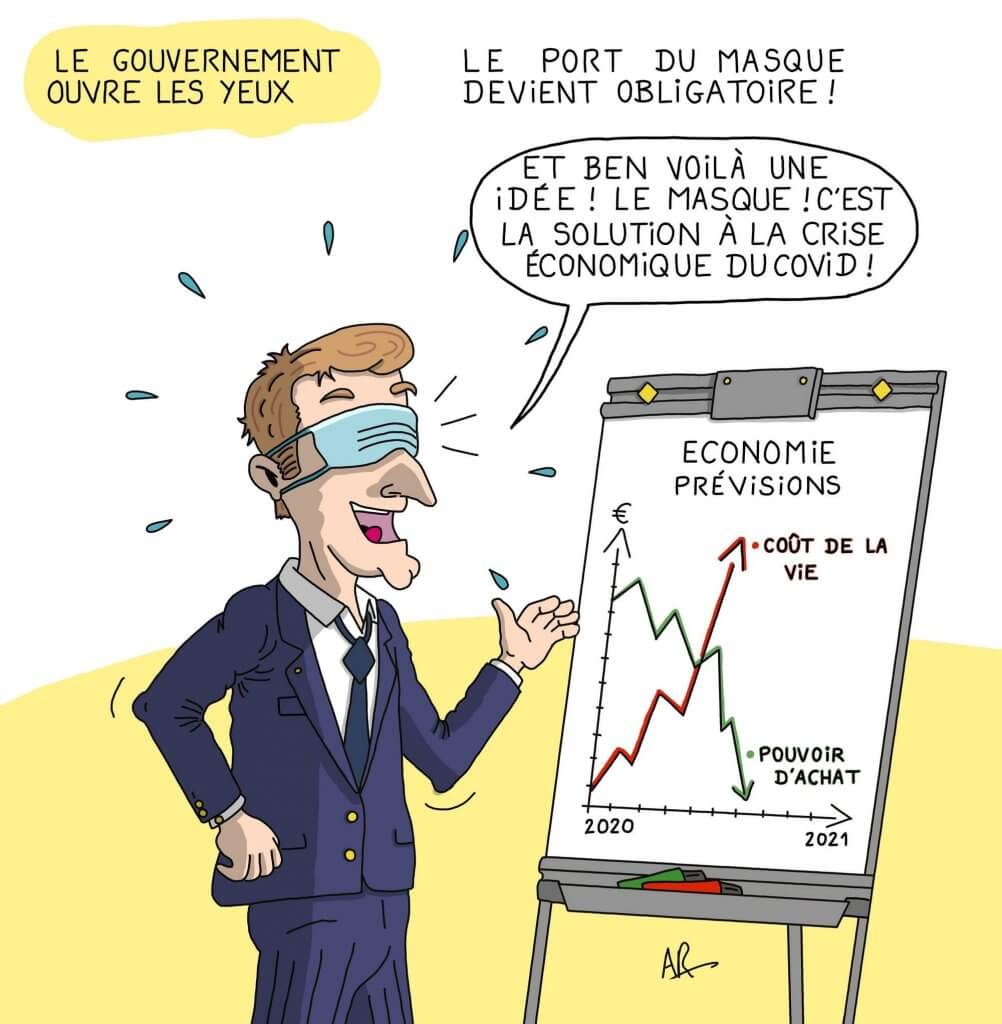 LE GOUVERNEMENT
OUVRE LES YEUX
LE PORT DU MASQUE
DEVIENT OBLIGATOIRE !
ET BEN VOILÀ UNE
IDÉE ! LE MASQUE ! C'EST
LA SOLUTION À LA CRISE
ÉCONOMIQUE DU COVID !
ECONOMIE
PRÉVISIONS
€
COÛT DE LA
VIE
POUVOIR
D'ACHAT
2020
2021
AR